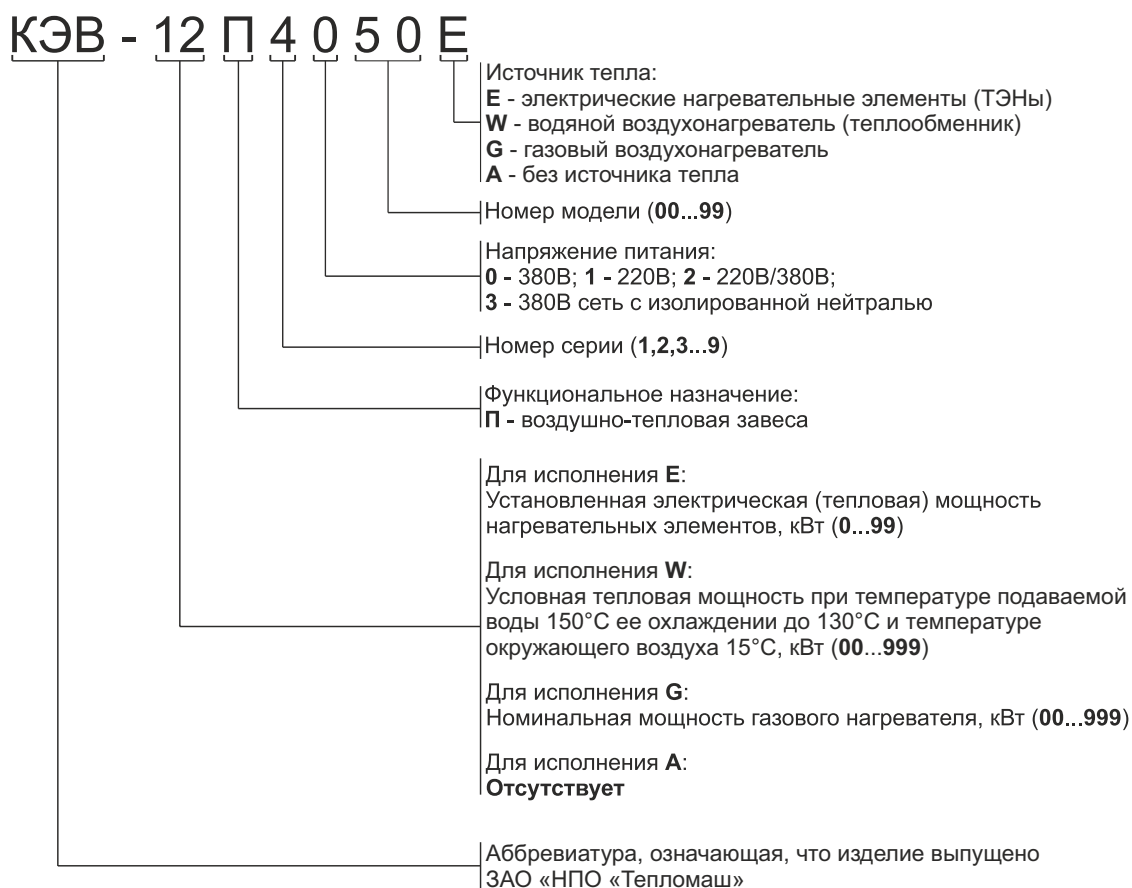 КЭВ - 12 П 4 0 5 0 Е
Источник тепла:
Е - электрические нагревательные элементы (ТЭНы)
W - водяной воздухонагреватель (теплообменник)
G - газовый воздухонагреватель
А - без источника тепла
Номер модели (00...99)
Напряжение питания:
0 - 380В; 1 - 220В; 2 - 220В/380В;
3 - 380В сеть с изолированной нейтралью
Номер серии (1,2,3...9)
Функциональное назначение:
П - воздушно-тепловая завеса
Для исполнения Е:
Установленная электрическая (тепловая) мощность
нагревательных элементов, кВт (0...99)
Для исполнения W:
Условная тепловая мощность при температуре подаваемой
воды 150°С ее охлаждении до 130°С и температуре
окружающего воздуха 15°С, кВт (00...999)
Для исполнения G:
Номинальная мощность газового нагревателя, кВт (00...999)
Для исполнения А:
Отсутствует
Аббревиатура, означающая, что изделие выпущено
ЗАО «НПО «Тепломаш»